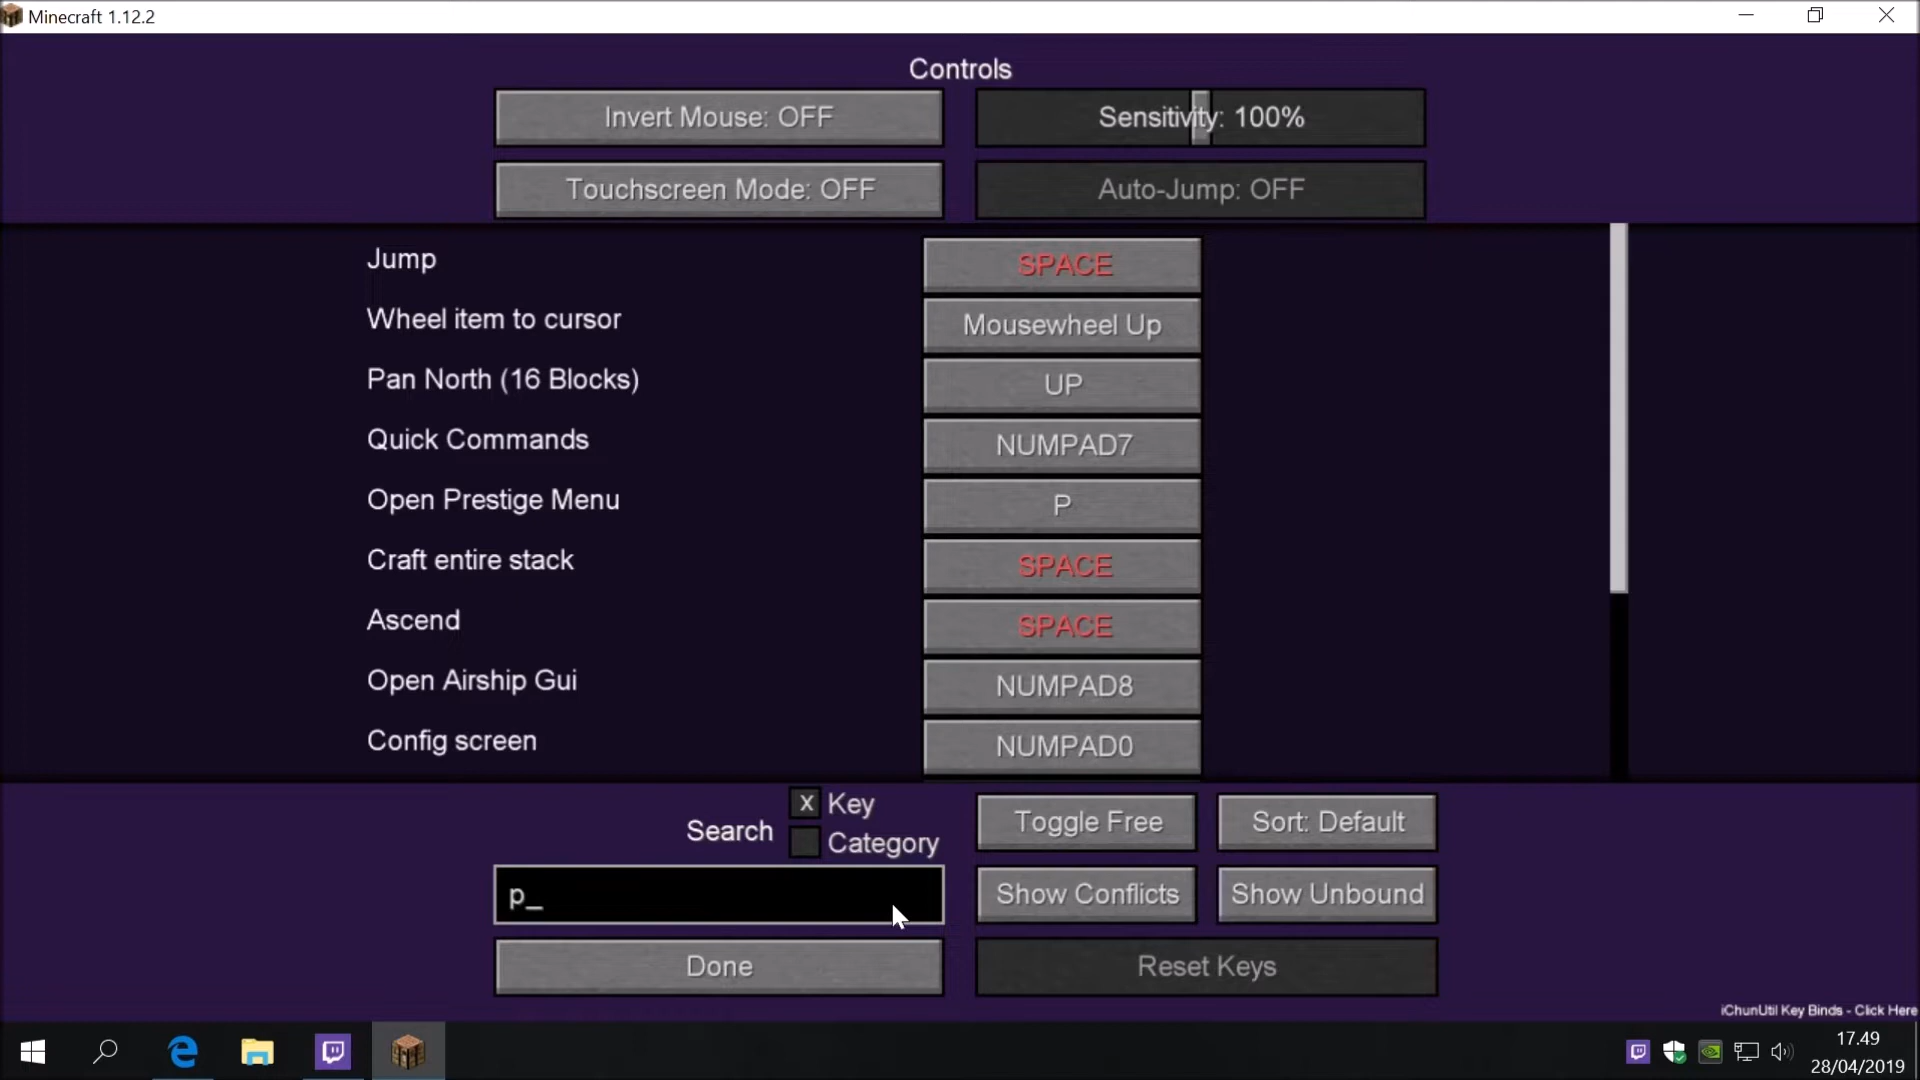 Minecraft 1.12.2
Controls
Invert Mouse: OFF
Sensitivity: 100%
Touchscreen Mode: OFF
Auto-Jump: OFF
Jump SPACE
Wheel item to cursor Mousewheel Up
Pan North (16 Blocks) UP
Quick Commands NUMPAD7
Open Prestige Menu P
Craft entire stack SPACE
Ascend SPACE
Open Airship Gui NUMPAD8
Config screen NUMPAD0
Search
x Key
Category
Toggle Free
Sort: Default
p_
Show Conflicts
Show Unbound
Done
Reset Keys
iChunUtil Key Binds - Click Here
17.49
28/04/2019